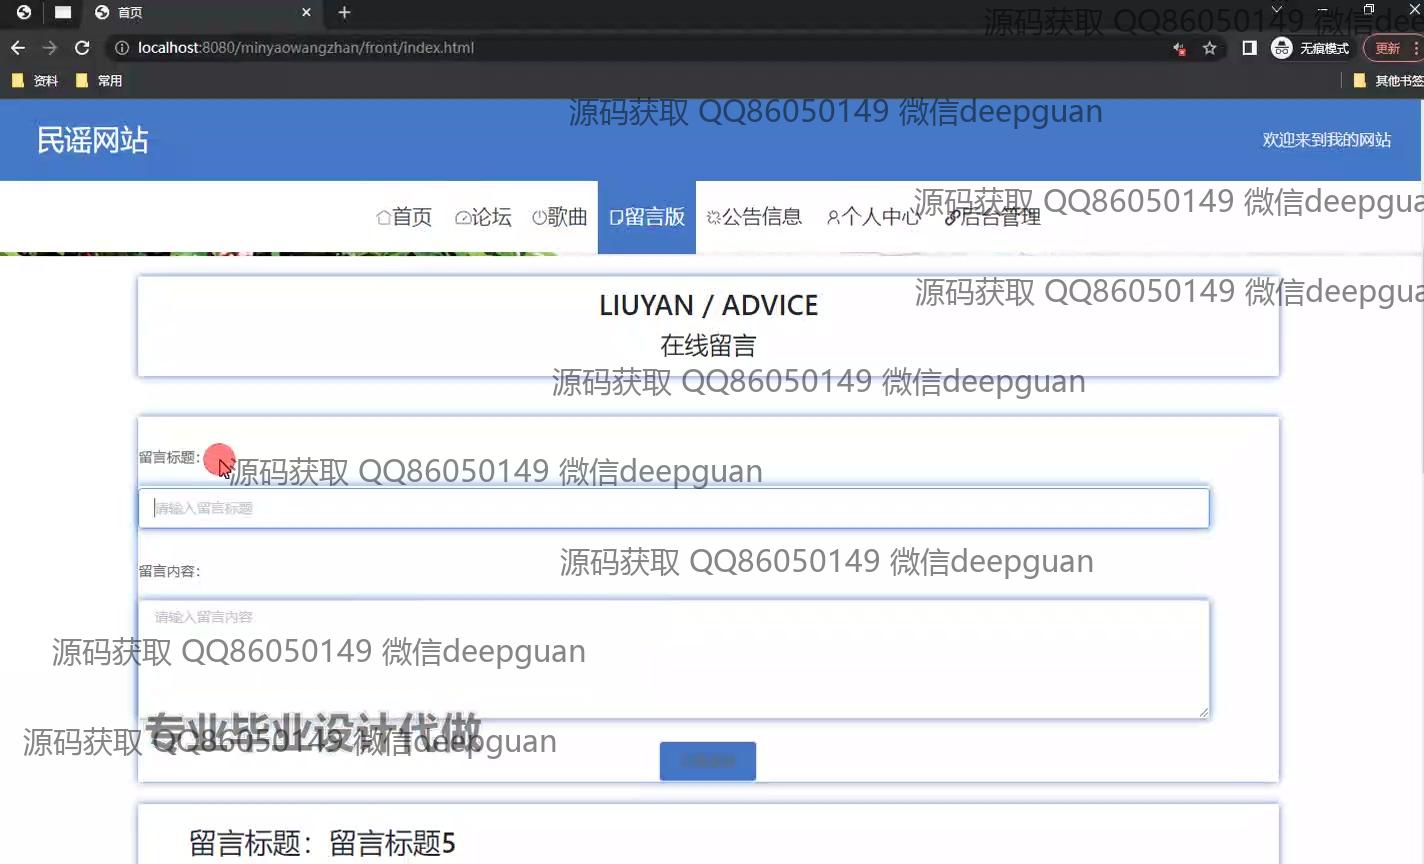 首页
localhost:8080/minyaowangzhan/front/index.html
无痕模式
更新
资料
常用
其他书签
源码获取 QQ86050149 微信dee
源码获取 QQ86050149 微信deepguan
民谣网站
欢迎来到我的网站
首页
论坛
歌曲
留言版
公告信息
个人中心
后台管理
源码获取 QQ86050149 微信deepgua
LIUYAN / ADVICE
在线留言
源码获取 QQ86050149 微信deepgua
源码获取 QQ86050149 微信deepguan
留言标题：
源码获取 QQ86050149 微信deepguan
请输入留言标题
源码获取 QQ86050149 微信deepguan
留言内容：
请输入留言内容
源码获取 QQ86050149 微信deepguan
专业毕业设计代做
源码获取 QQ86050149 微信deepguan
留言标题：留言标题5